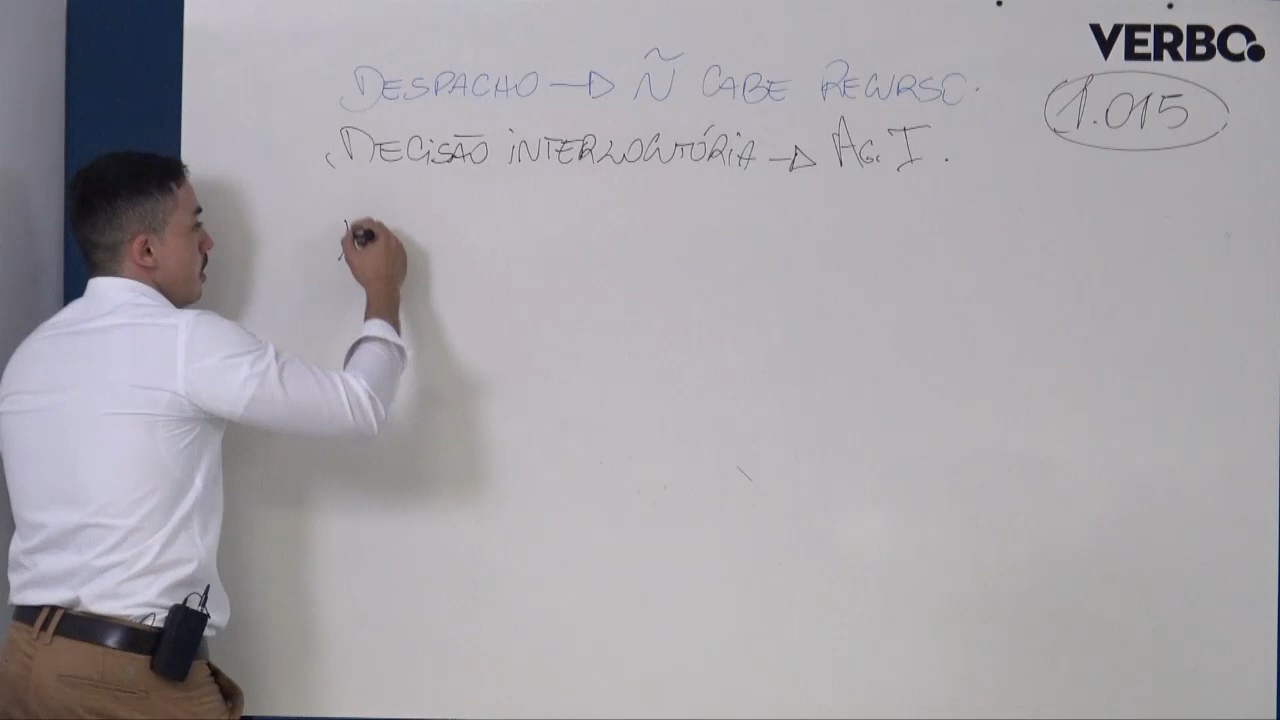 VERBO.
DESPACHO → Ñ CABE RECURSO.
1.015
DECISÃO INTERLOCUTÓRIA → AG. I.